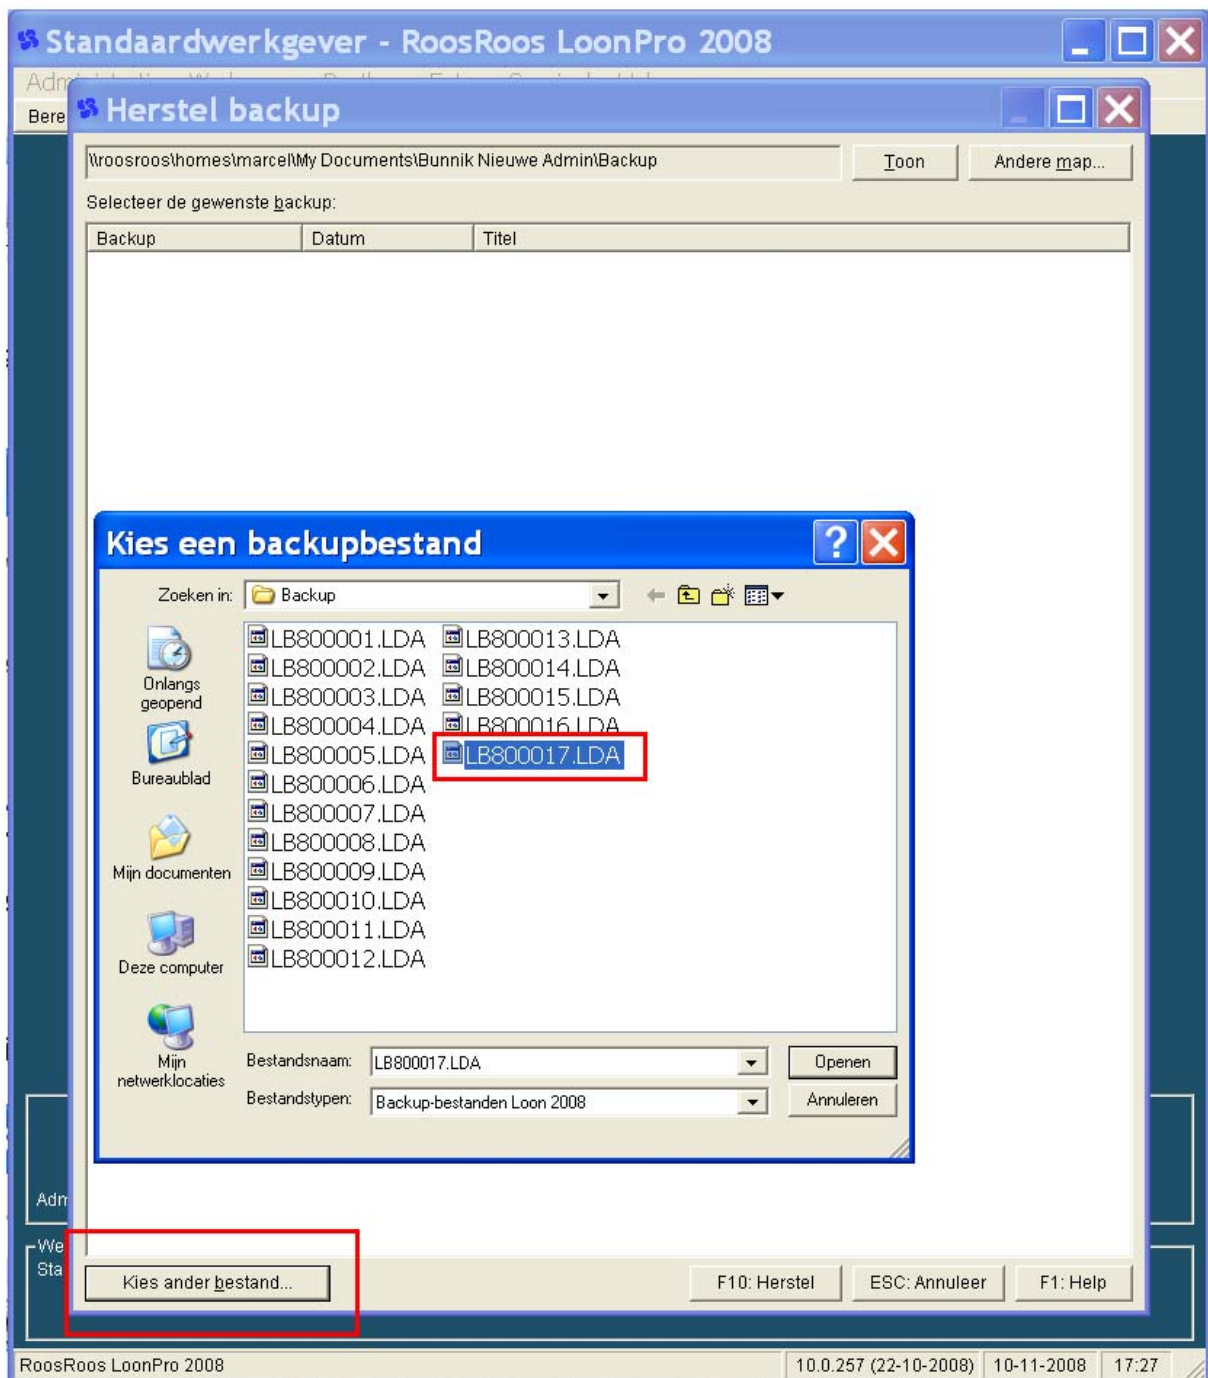 Standaardwerkgever - RoosRoos LoonPro 2008
Bere
Herstel backup
\\roosroos\homes\marcel\My Documents\Bunnik Nieuwe Admin\Backup
Toon
Andere map...
Selecteer de gewenste backup:
Backup Datum Titel
Kies een backupbestand
Zoeken in: Backup
Onlangs geopend
Bureaublad
Mijn documenten
Deze computer
Mijn netwerklocaties
LB800001.LDA
LB800002.LDA
LB800003.LDA
LB800004.LDA
LB800005.LDA
LB800006.LDA
LB800007.LDA
LB800008.LDA
LB800009.LDA
LB800010.LDA
LB800011.LDA
LB800012.LDA
LB800013.LDA
LB800014.LDA
LB800015.LDA
LB800016.LDA
LB800017.LDA
Bestandsnaam: LB800017.LDA
Openen
Bestandstypen: Backup-bestanden Loon 2008
Annuleren
Adm
We
Sta
Kies ander bestand...
F10: Herstel
ESC: Annuleer
F1: Help
RoosRoos LoonPro 2008
10.0.257 (22-10-2008)
10-11-2008
17:27